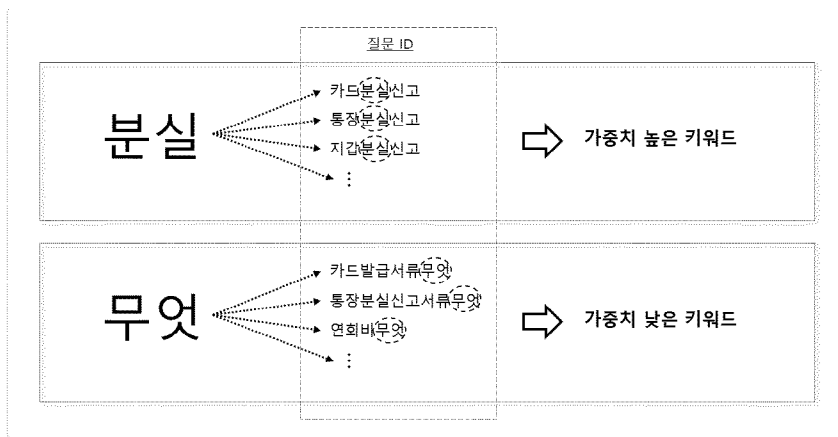 질문 ID
분실
카드분실신고
통장분실신고
지갑분실신고
⋮
가중치 높은 키워드
무엇
카드발급서류무엇
통장분실신고서류무엇
연회비무엇
⋮
가중치 낮은 키워드